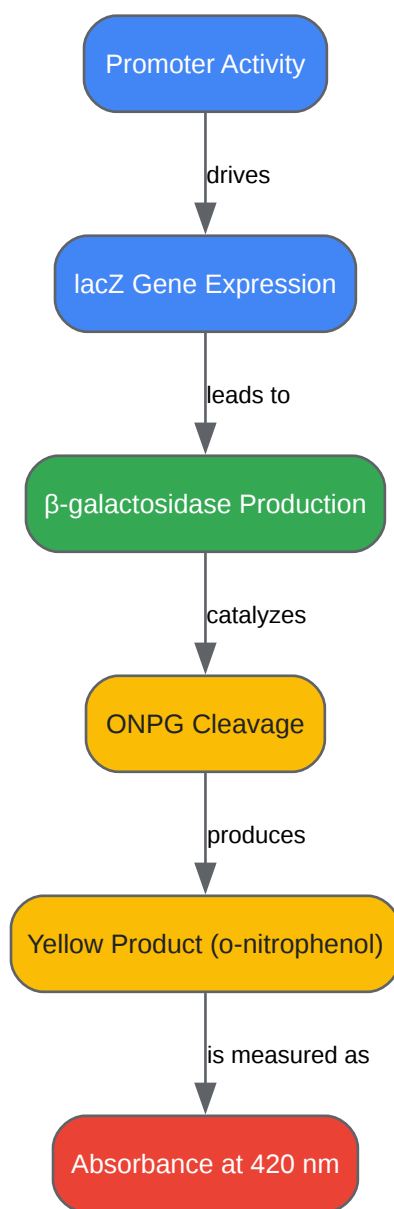 Promoter Activity
drives
lacZ Gene Expression
leads to
β-galactosidase Production
catalyzes
ONPG Cleavage
produces
Yellow Product (o-nitrophenol)
is measured as
Absorbance at 420 nm